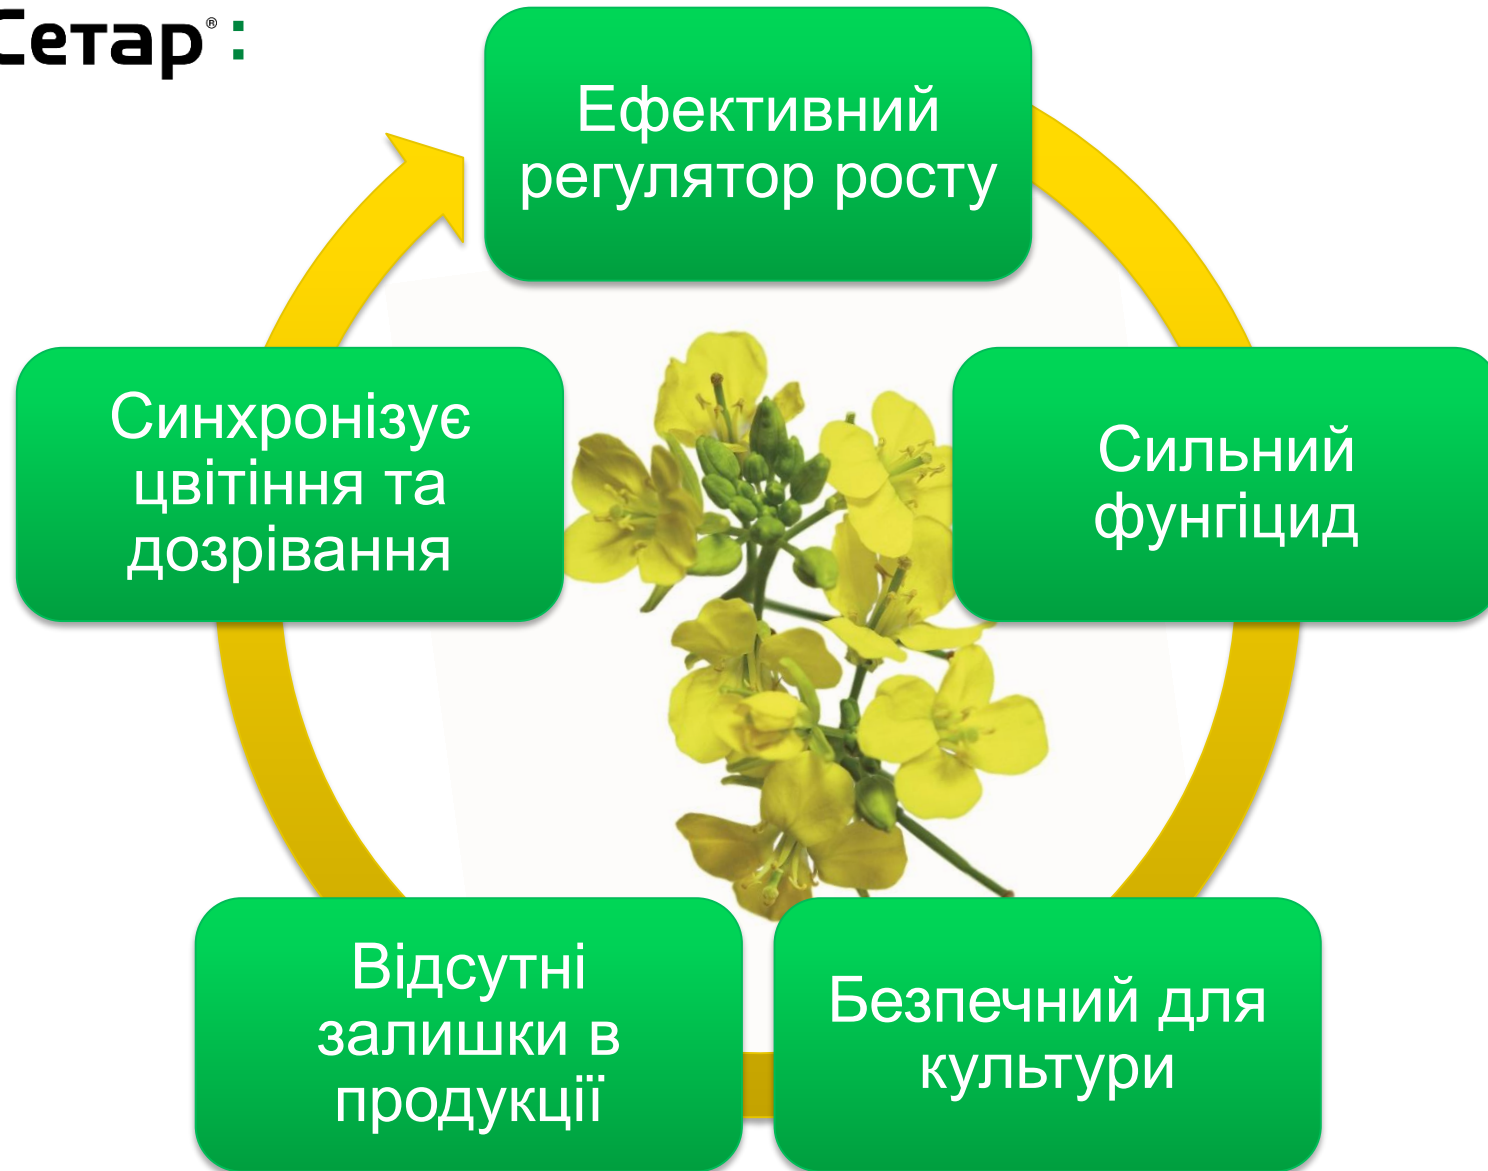 Сетар®:
Ефективний
регулятор росту
Сильний
фунгіцид
Безпечний для
культури
Відсутні
залишки в
продукції
Синхронізує
цвітіння та
дозрівання